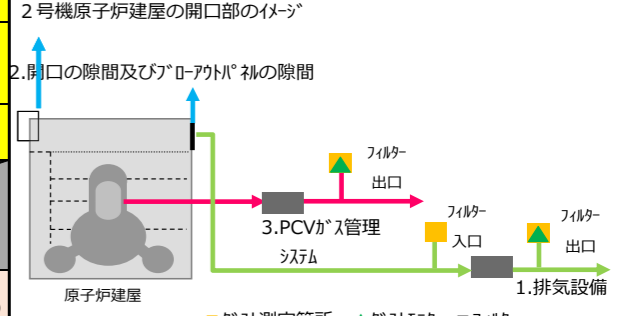 ２号機原子炉建屋の開口部のｲﾒｰｼﾞ
2.開口の隙間及びﾌﾞﾛｰｱｳﾄﾊﾟﾈﾙの隙間
ﾌｨﾙﾀｰ
出口
3.PCVｶﾞｽ管理
ｼｽﾃﾑ
ﾌｨﾙﾀｰ
入口
ﾌｨﾙﾀｰ
出口
1.排気設備
原子炉建屋